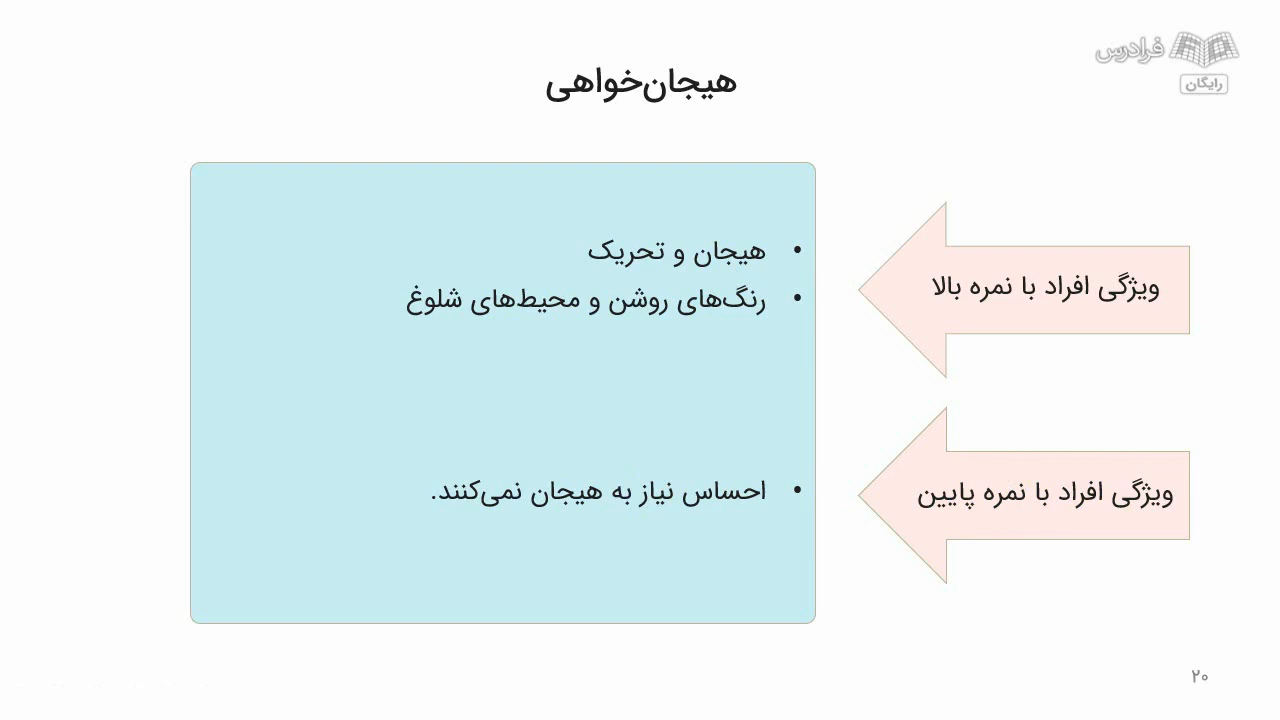 فرادرس
رایگان
هیجان‌خواهی
ویژگی افراد با نمره بالا
• هیجان و تحریک
• رنگ‌های روشن و محیط‌های شلوغ
ویژگی افراد با نمره پایین
• احساس نیاز به هیجان نمی‌کنند.
۲۰